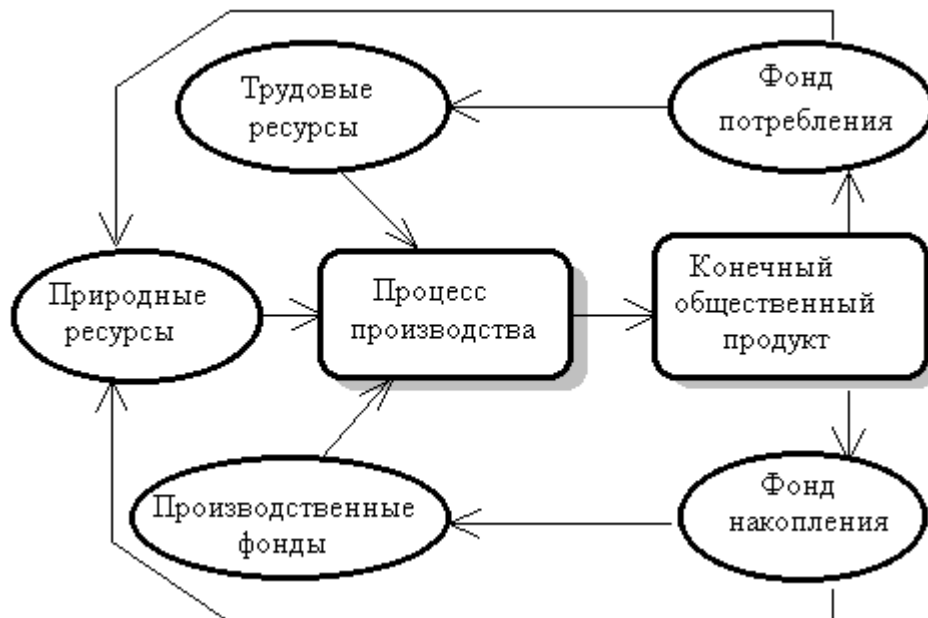 Трудовые
ресурсы
Фонд
потребления
Природные
ресурсы
Процесс
производства
Конечный
общественный
продукт
Производственные
фонды
Фонд
накопления